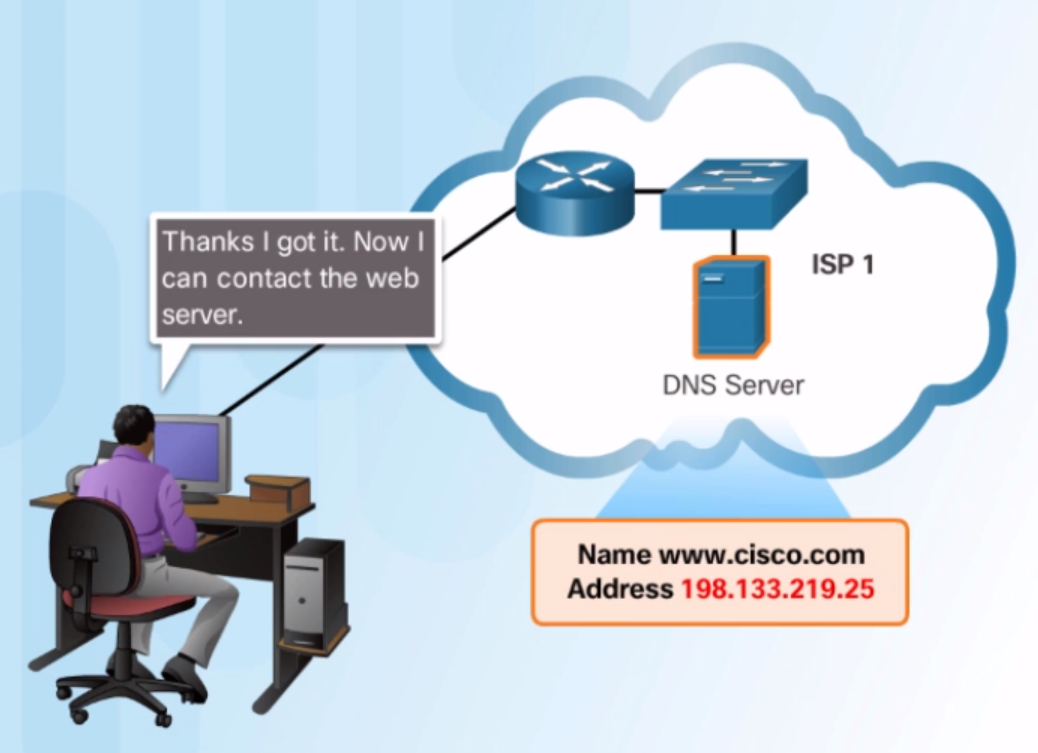 Thanks I got it. Now I
can contact the web
server.
ISP 1
DNS Server
Name www.cisco.com
Address 198.133.219.25